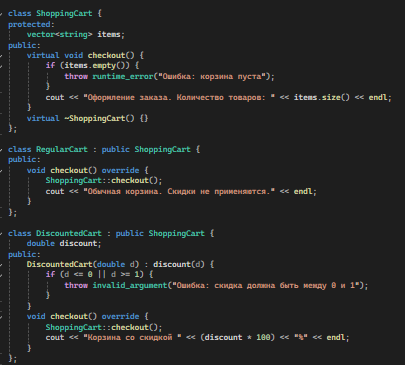 class ShoppingCart {
protected:
    vector<string> items;
public:
    virtual void checkout() {
        if (items.empty()) {
            throw runtime_error("Ошибка: корзина пуста");
        }
        cout << "Оформление заказа. Количество товаров: " << items.size() << endl;
    }
    virtual ~ShoppingCart() {}
};
class RegularCart : public ShoppingCart {
public:
    void checkout() override {
        ShoppingCart::checkout();
        cout << "Обычная корзина. Скидки не применяются." << endl;
    }
};
class DiscountedCart : public ShoppingCart {
    double discount;
public:
    DiscountedCart(double d) : discount(d) {
        if (d <= 0 || d >= 1) {
            throw invalid_argument("Ошибка: скидка должна быть между 0 и 1");
        }
    }
    void checkout() override {
        ShoppingCart::checkout();
        cout << "Корзина со скидкой " << (discount * 100) << "%" << endl;
    }
};